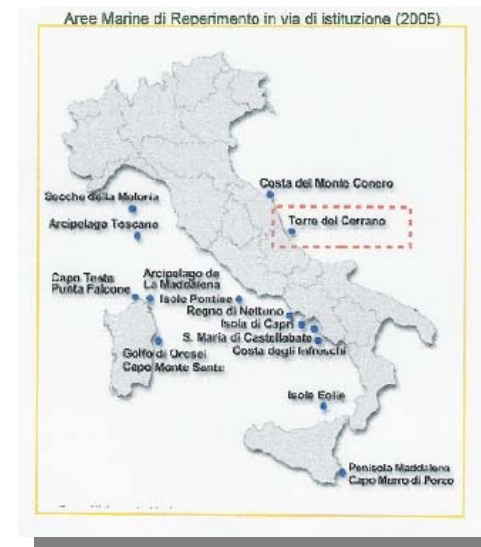 Aree Marine di Reperimento in via di istituzione (2005)
Costa del Monte Conero
Secche della Meloria
Torre del Cerrano
Arcipelago Toscano
Capo Testa
Punta Falcone
Arcipelago de
La Maddalena
Isole Pontine
Regno di Nettuno
Isola di Capri
S. Maria di Castellabate
Costa degli Infreschi
Golfo di Orosei
Capo Monte Santo
Isole Eolie
Penisola Maddalena
Capo Murro di Porco